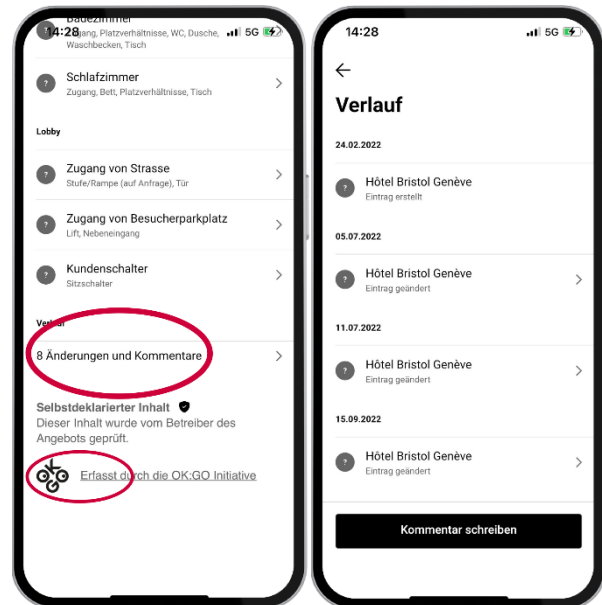 Badezimmer
14:28
5G
Zugang, Platzverhältnisse, WC, Dusche,
Waschbecken, Tisch
Schlafzimmer
Zugang, Bett, Platzverhältnisse, Tisch
Lobby
Zugang von Strasse
Stufe/Rampe (auf Anfrage), Tür
Zugang von Besucherparkplatz
Lift, Nebeneingang
Kundenschalter
Sitzschalter
Verlauf
8 Änderungen und Kommentare
Selbstdeklarierter Inhalt
Dieser Inhalt wurde vom Betreiber des
Angebots geprüft.
Erfasst durch die OK:GO Initiative
14:28
5G
Verlauf
24.02.2022
Hôtel Bristol Genève
Eintrag erstellt
05.07.2022
Hôtel Bristol Genève
Eintrag geändert
11.07.2022
Hôtel Bristol Genève
Eintrag geändert
15.09.2022
Hôtel Bristol Genève
Eintrag geändert
Kommentar schreiben